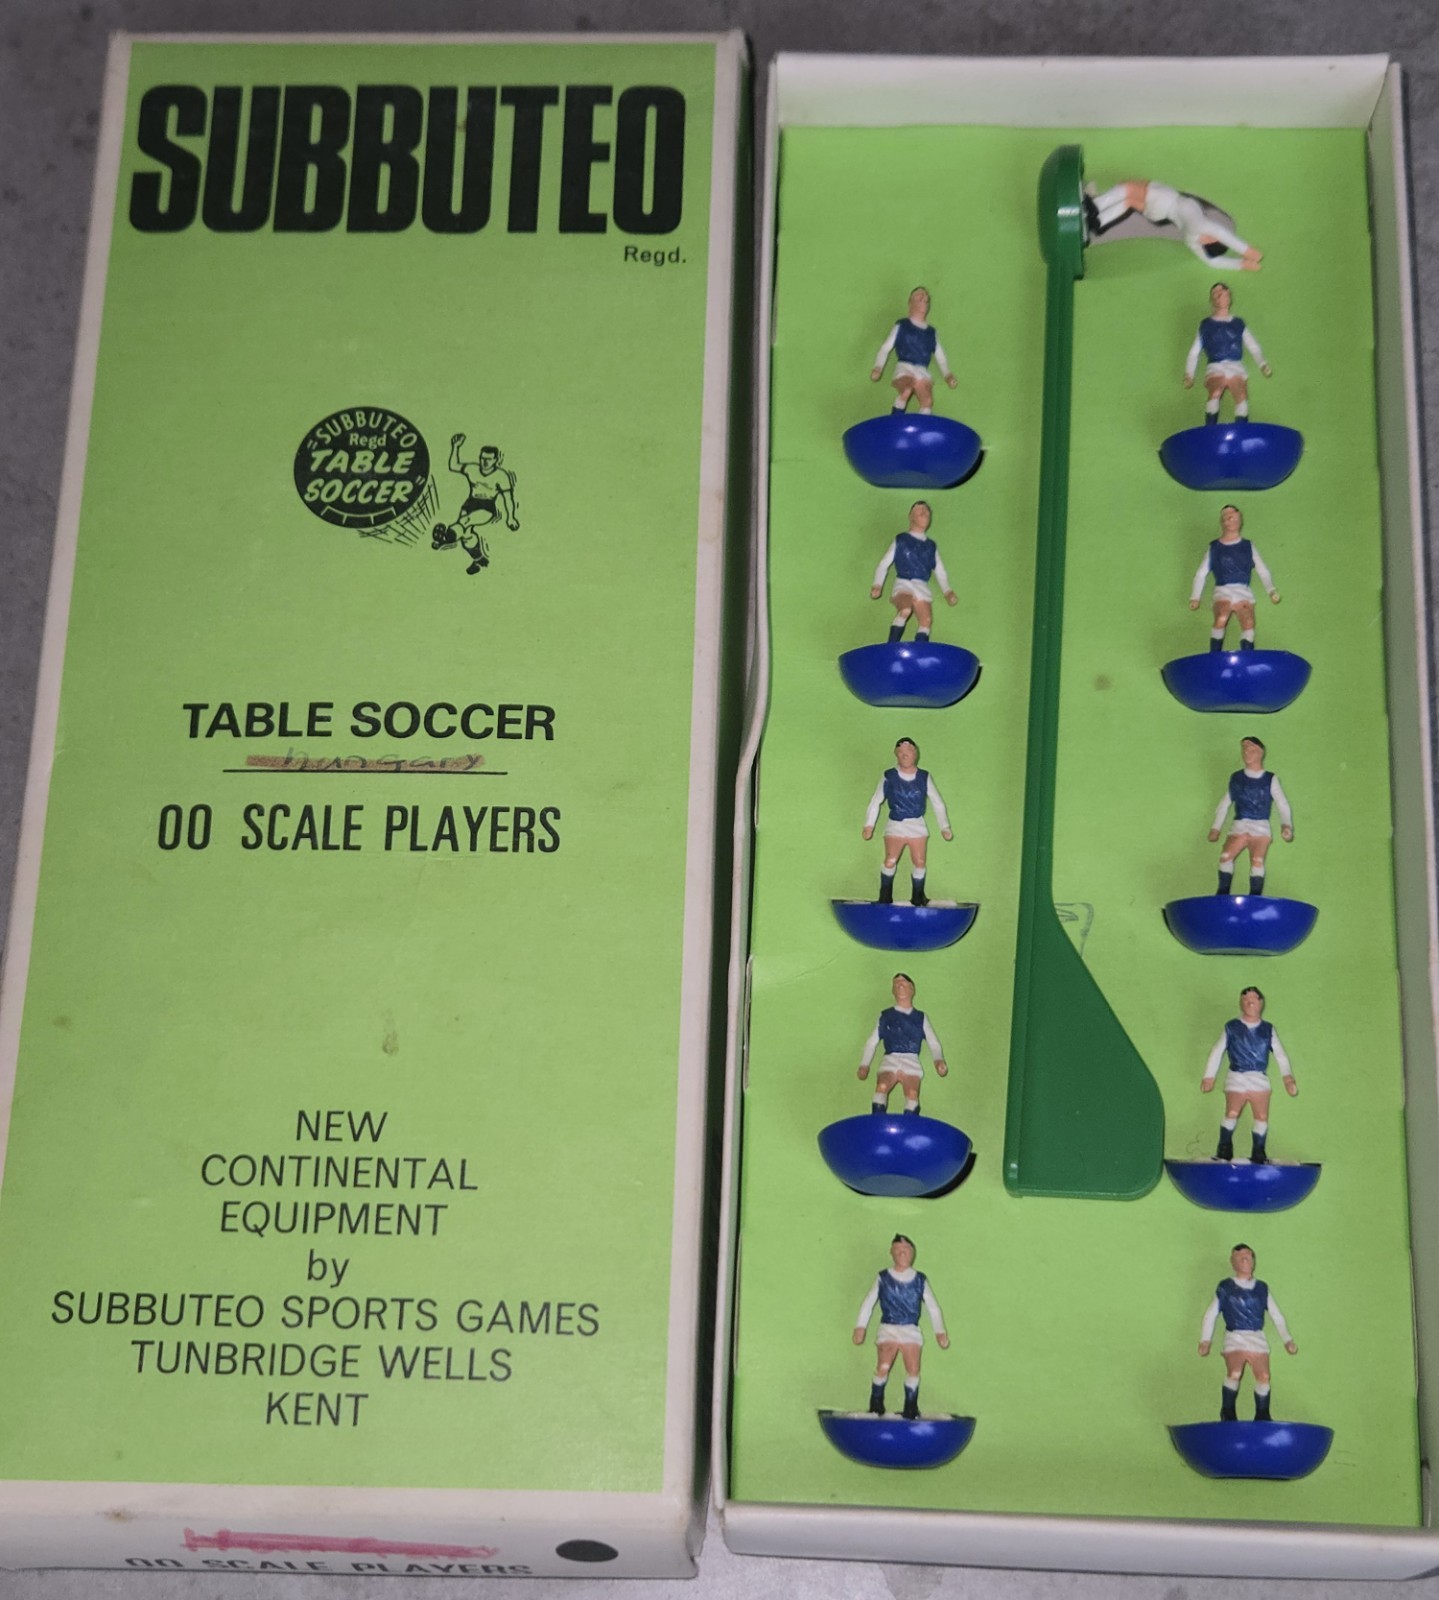 SUBBUTEO
Regd.
"SUBBUTEO
Regd
TABLE
SOCCER"
TABLE SOCCER
hungary
00 SCALE PLAYERS
NEW
CONTINENTAL
EQUIPMENT
by
SUBBUTEO SPORTS GAMES
TUNBRIDGE WELLS
KENT
00 SCALE PLAYERS